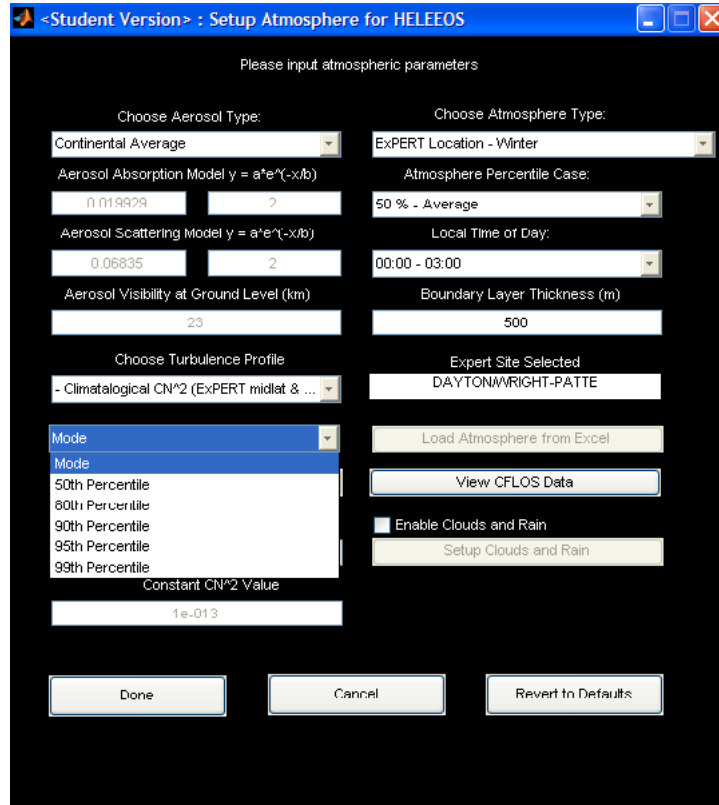 <Student Version> : Setup Atmosphere for HELEEOS
Please input atmospheric parameters
Choose Aerosol Type:
Continental Average
Aerosol Absorption Model y = a*e^(-x/b)
0.019929
2
Aerosol Scattering Model y = a*e^(-x/b)
0.06835
2
Aerosol Visibility at Ground Level (km)
23
Choose Turbulence Profile
- Climatalogical CN^2 (ExPERT midlat & ...
Mode
Mode
50th Percentile
80th Percentile
90th Percentile
95th Percentile
99th Percentile
Constant CN^2 Value
1e-013
Choose Atmosphere Type:
ExPERT Location - Winter
Atmosphere Percentile Case:
50 % - Average
Local Time of Day:
00:00 - 03:00
Boundary Layer Thickness (m)
500
Expert Site Selected
DAYTON/WRIGHT-PATTE
Load Atmosphere from Excel
View CFLOS Data
Enable Clouds and Rain
Setup Clouds and Rain
Done
Cancel
Revert to Defaults